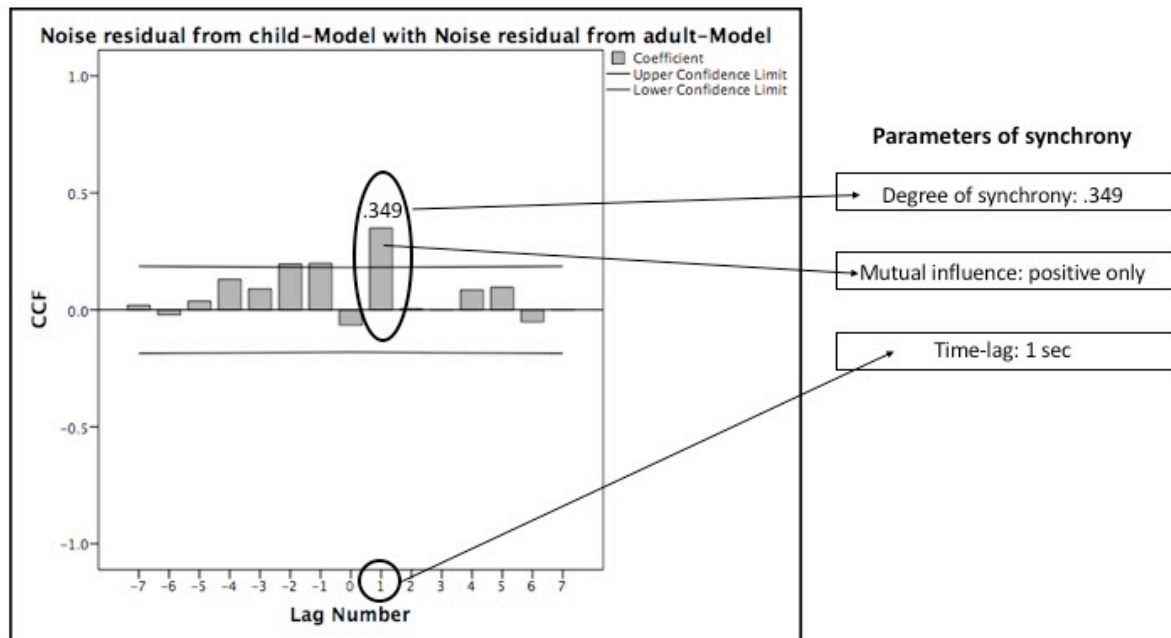 Noise residual from child-Model with Noise residual from adult-Model
Coefficient
Upper Confidence Limit
Lower Confidence Limit
1.0
0.5
0.0
-0.5
-1.0
CCF
.349
-7 -6 -5 -4 -3 -2 -1 0 1 2 3 4 5 6 7
Lag Number
Parameters of synchrony
Degree of synchrony: .349
Mutual influence: positive only
Time-lag: 1 sec